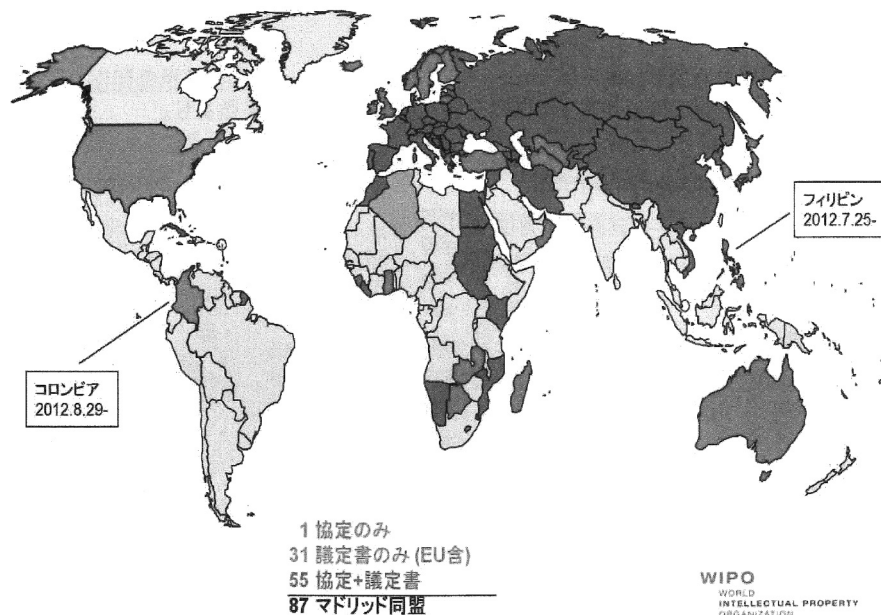 フィリピン
2012.7.25-
コロンビア
2012.8.29-
1 協定のみ
31 議定書のみ (EU含)
55 協定+議定書
87 マドリッド同盟
WIPO
WORLD
INTELLECTUAL PROPERTY
ORGANIZATION